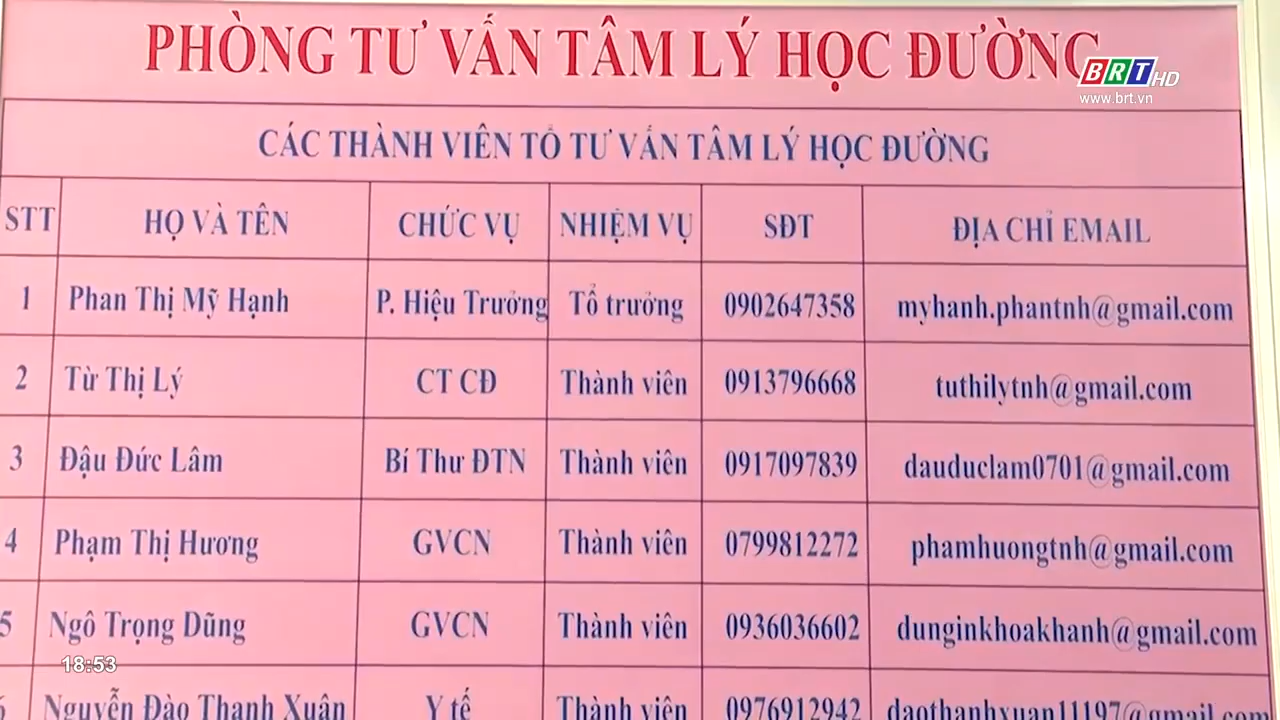 PHÒNG TƯ VẤN TÂM LÝ HỌC ĐƯỜNG
BRT HD
www.brt.vn
CÁC THÀNH VIÊN TỔ TƯ VẤN TÂM LÝ HỌC ĐƯỜNG
STT HỌ VÀ TÊN CHỨC VỤ NHIỆM VỤ SĐT ĐỊA CHỈ EMAIL
1 Phan Thị Mỹ Hạnh P. Hiệu Trưởng Tổ trưởng 0902647358 myhanh.phantnh@gmail.com
2 Từ Thị Lý CT CĐ Thành viên 0913796668 tuthilytnh@gmail.com
3 Đậu Đức Lâm Bí Thư ĐTN Thành viên 0917097839 dauduclam0701@gmail.com
4 Phạm Thị Hương GVCN Thành viên 0799812272 phamhuongtnh@gmail.com
5 Ngô Trọng Dũng GVCN Thành viên 0936036602 dunginkhoakhanh@gmail.com
18:53
6 Nguyễn Đào Thanh Xuân Y tế Thành viên 0976912942 daothanhxuan11197@gmail.com